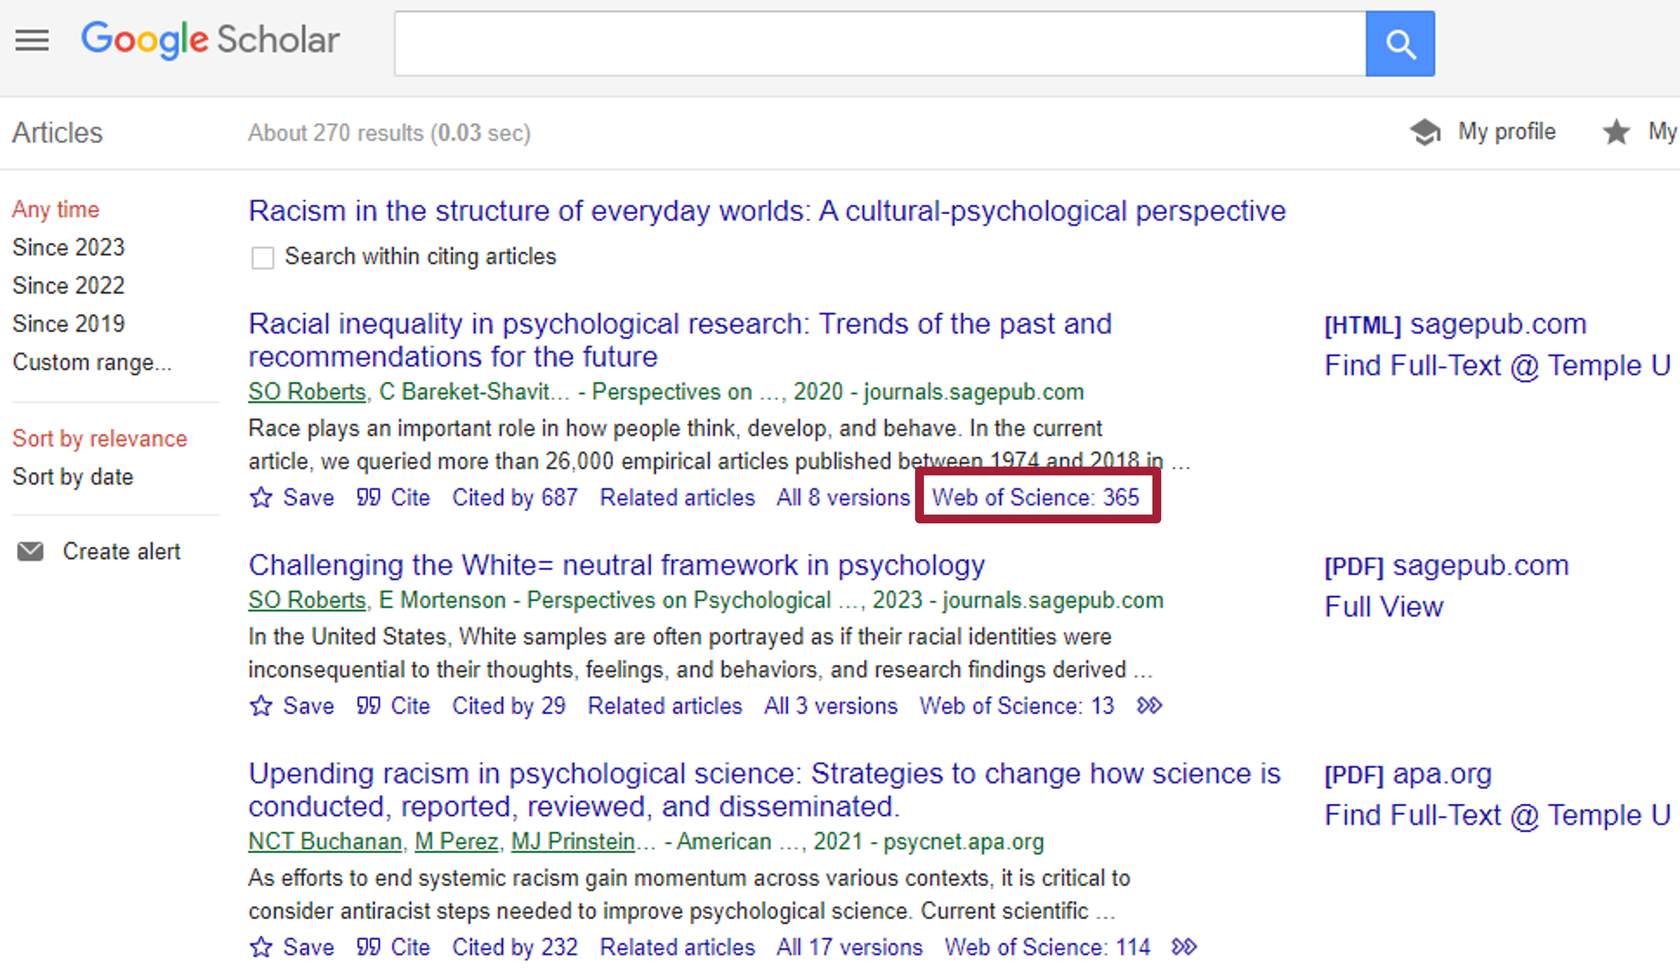 Google Scholar
Articles
About 270 results (0.03 sec)
My profile
My
Any time
Since 2023
Since 2022
Since 2019
Custom range...
Sort by relevance
Sort by date
Create alert
Racism in the structure of everyday worlds: A cultural-psychological perspective
Search within citing articles
Racial inequality in psychological research: Trends of the past and
recommendations for the future
SO Roberts, C Bareket-Shavit… - Perspectives on …, 2020 - journals.sagepub.com
Race plays an important role in how people think, develop, and behave. In the current
article, we queried more than 26,000 empirical articles published between 1974 and 2018 in …
Save Cite Cited by 687 Related articles All 8 versions Web of Science: 365
[HTML] sagepub.com
Find Full-Text @ Temple U
Challenging the White= neutral framework in psychology
SO Roberts, E Mortenson - Perspectives on Psychological …, 2023 - journals.sagepub.com
In the United States, White samples are often portrayed as if their racial identities were
inconsequential to their thoughts, feelings, and behaviors, and research findings derived …
Save Cite Cited by 29 Related articles All 3 versions Web of Science: 13
[PDF] sagepub.com
Full View
Upending racism in psychological science: Strategies to change how science is
conducted, reported, reviewed, and disseminated.
NCT Buchanan, M Perez, MJ Prinstein… - American …, 2021 - psycnet.apa.org
As efforts to end systemic racism gain momentum across various contexts, it is critical to
consider antiracist steps needed to improve psychological science. Current scientific …
Save Cite Cited by 232 Related articles All 17 versions Web of Science: 114
[PDF] apa.org
Find Full-Text @ Temple U